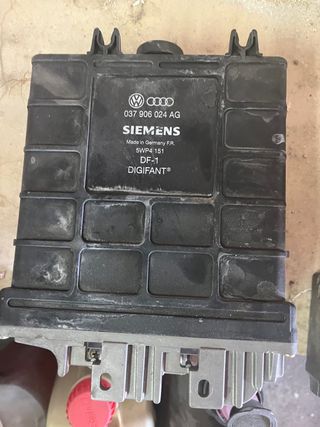 037 906 024 AG
SIEMENS
Made in Germany F.R.
5WP4 151
DF-1
DIGIFANT®